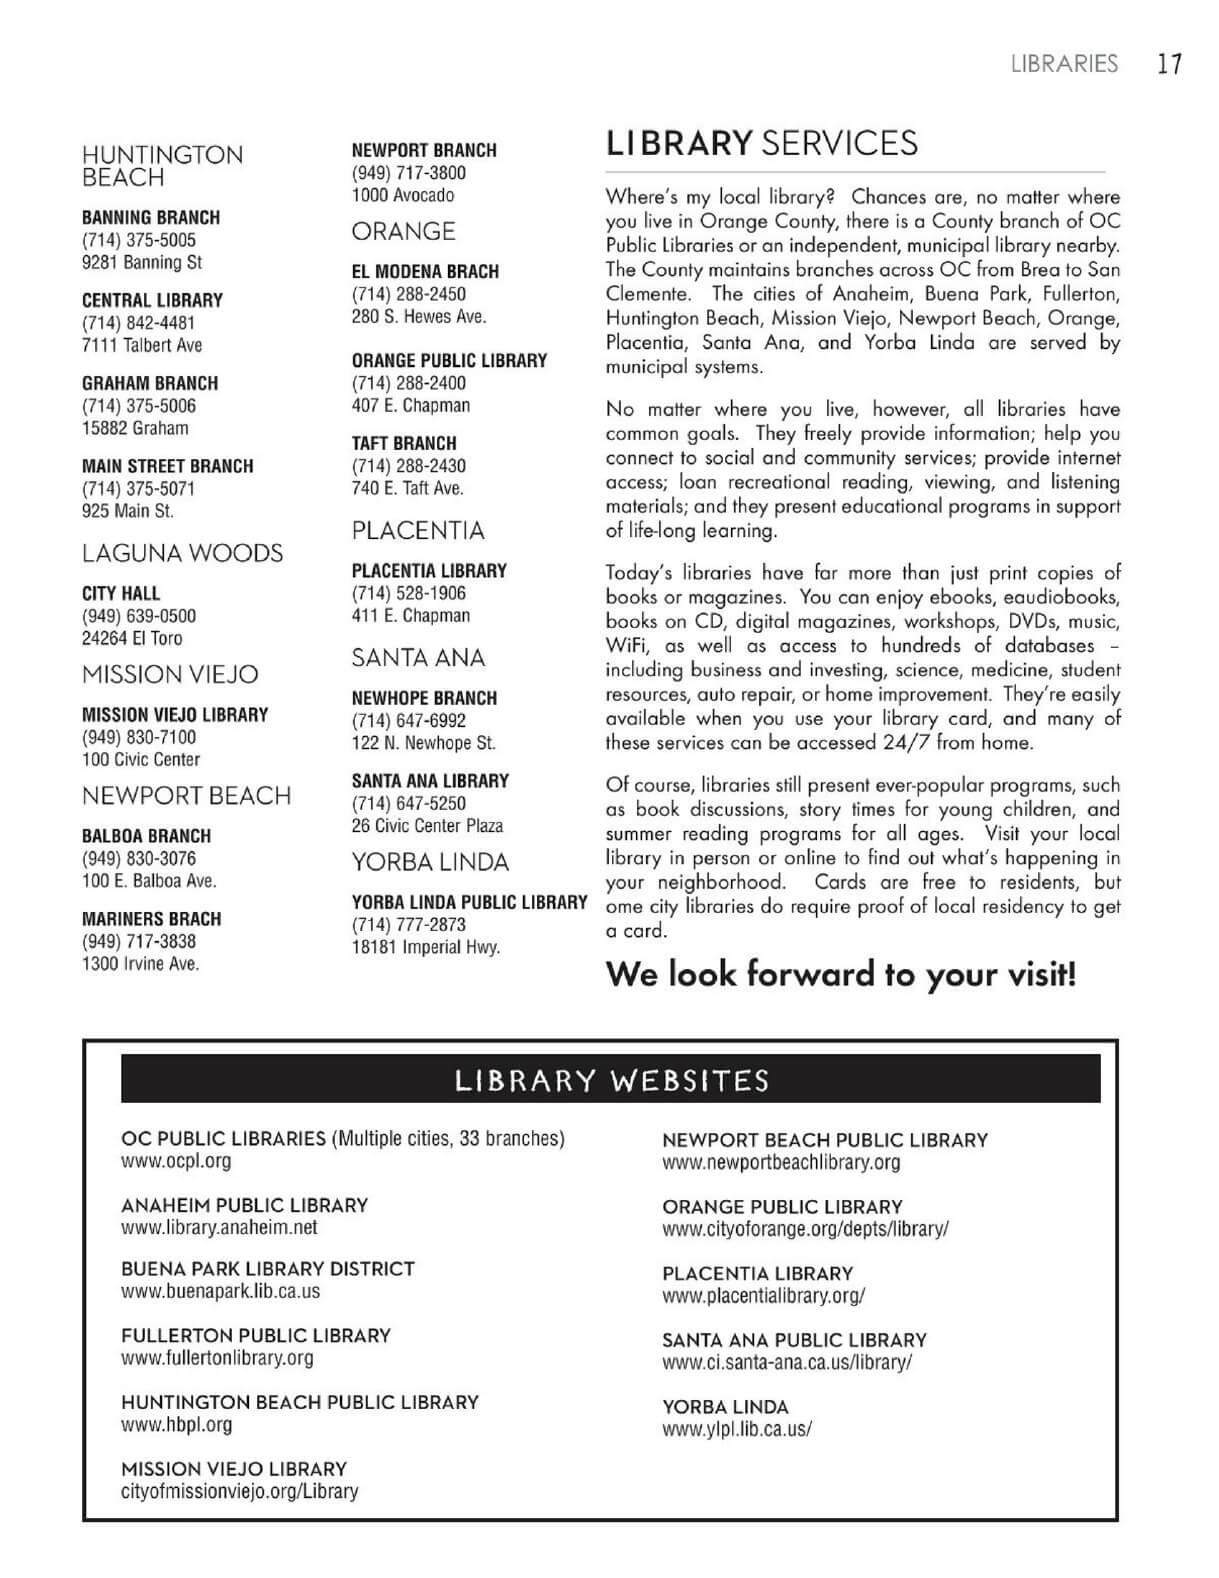 LIBRARIES 17
HUNTINGTON
BEACH
BANNING BRANCH
(714) 375-5005
9281 Banning St
CENTRAL LIBRARY
(714) 842-4481
7111 Talbert Ave
GRAHAM BRANCH
(714) 375-5006
15882 Graham
MAIN STREET BRANCH
(714) 375-5071
925 Main St.
LAGUNA WOODS
CITY HALL
(949) 639-0500
24264 El Toro
MISSION VIEJO
MISSION VIEJO LIBRARY
(949) 830-7100
100 Civic Center
NEWPORT BEACH
BALBOA BRANCH
(949) 830-3076
100 E. Balboa Ave.
MARINERS BRACH
(949) 717-3838
1300 Irvine Ave.
NEWPORT BRANCH
(949) 717-3800
1000 Avocado
ORANGE
EL MODENA BRACH
(714) 288-2450
280 S. Hewes Ave.
ORANGE PUBLIC LIBRARY
(714) 288-2400
407 E. Chapman
TAFT BRANCH
(714) 288-2430
740 E. Taft Ave.
PLACENTIA
PLACENTIA LIBRARY
(714) 528-1906
411 E. Chapman
SANTA ANA
NEWHOPE BRANCH
(714) 647-6992
122 N. Newhope St.
SANTA ANA LIBRARY
(714) 647-5250
26 Civic Center Plaza
YORBA LINDA
YORBA LINDA PUBLIC LIBRARY
(714) 777-2873
18181 Imperial Hwy.
LIBRARY SERVICES
Where's my local library? Chances are, no matter where
you live in Orange County, there is a County branch of OC
Public Libraries or an independent, municipal library nearby.
The County maintains branches across OC from Brea to San
Clemente. The cities of Anaheim, Buena Park, Fullerton,
Huntington Beach, Mission Viejo, Newport Beach, Orange,
Placentia, Santa Ana, and Yorba Linda are served by
municipal systems.
No matter where you live, however, all libraries have
common goals. They freely provide information; help you
connect to social and community services; provide internet
access; loan recreational reading, viewing, and listening
materials; and they present educational programs in support
of life-long learning.
Today's libraries have far more than just print copies of
books or magazines. You can enjoy ebooks, eaudiobooks,
books on CD, digital magazines, workshops, DVDs, music,
WiFi, as well as access to hundreds of databases –
including business and investing, science, medicine, student
resources, auto repair, or home improvement. They're easily
available when you use your library card, and many of
these services can be accessed 24/7 from home.
Of course, libraries still present ever-popular programs, such
as book discussions, story times for young children, and
summer reading programs for all ages. Visit your local
library in person or online to find out what's happening in
your neighborhood. Cards are free to residents, but
ome city libraries do require proof of local residency to get
a card.
We look forward to your visit!
LIBRARY WEBSITES
OC PUBLIC LIBRARIES (Multiple cities, 33 branches)
www.ocpl.org
ANAHEIM PUBLIC LIBRARY
www.library.anaheim.net
BUENA PARK LIBRARY DISTRICT
www.buenapark.lib.ca.us
FULLERTON PUBLIC LIBRARY
www.fullertonlibrary.org
HUNTINGTON BEACH PUBLIC LIBRARY
www.hbpl.org
MISSION VIEJO LIBRARY
cityofmissionviejo.org/Library
NEWPORT BEACH PUBLIC LIBRARY
www.newportbeachlibrary.org
ORANGE PUBLIC LIBRARY
www.cityoforange.org/depts/library/
PLACENTIA LIBRARY
www.placentialibrary.org/
SANTA ANA PUBLIC LIBRARY
www.ci.santa-ana.ca.us/library/
YORBA LINDA
www.ylpl.lib.ca.us/